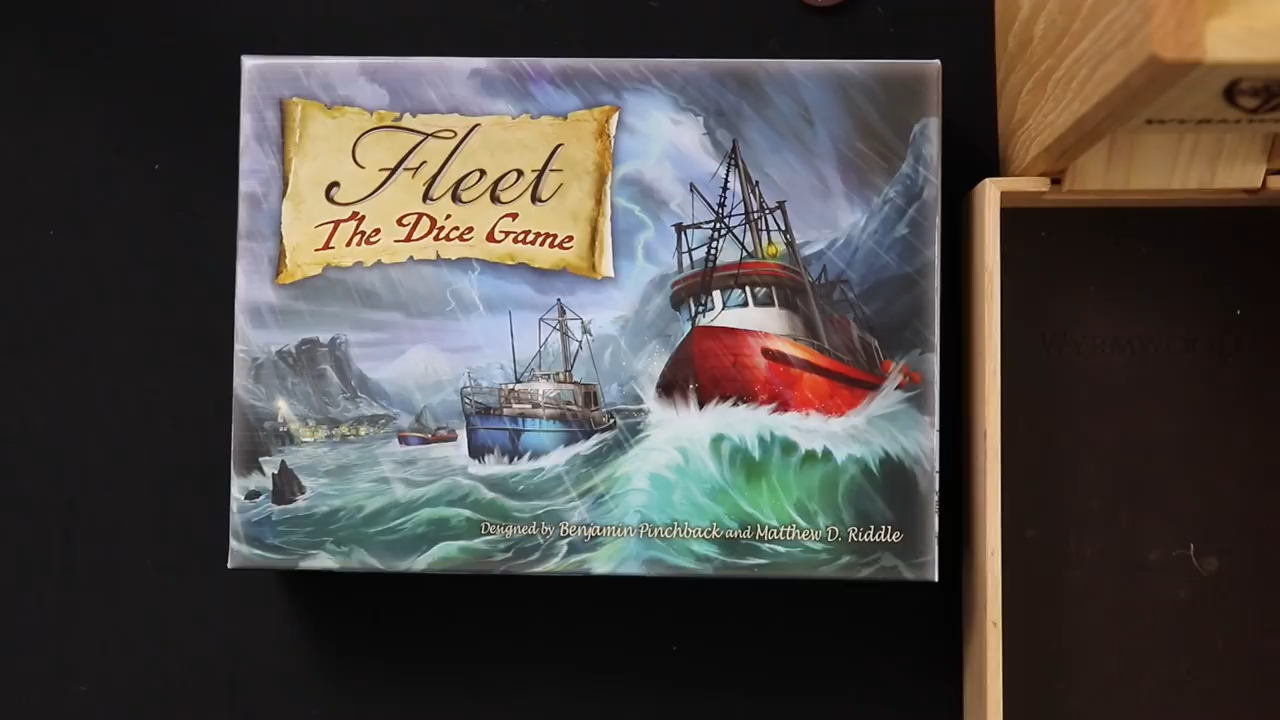 Fleet
The Dice Game
Designed by Benjamin Pinchback and Matthew D. Riddle